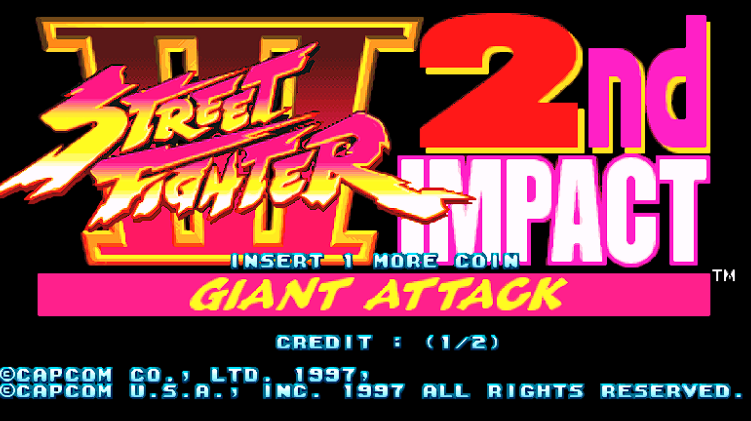 III
STREET
FIGHTER
2nd
IMPACT
INSERT 1 MORE COIN
GIANT ATTACK
TM
CREDIT : (1/2)
©CAPCOM CO., LTD. 1997,
©CAPCOM U.S.A., INC. 1997 ALL RIGHTS RESERVED.